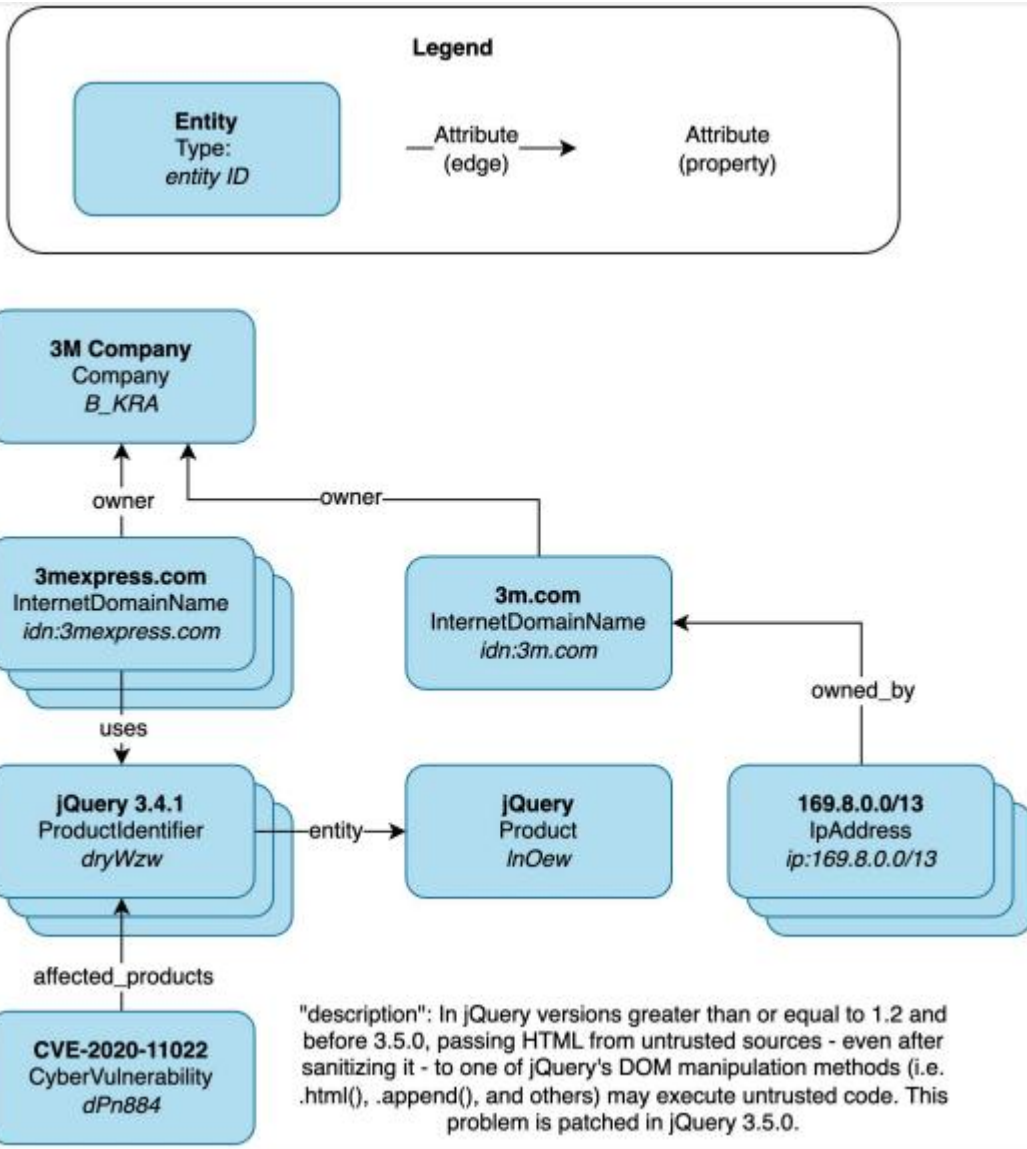 Legend
Entity
Type:
entity ID
Attribute
(edge)
Attribute
(property)
3M Company
Company
B_KRA
owner
owner
3mexpress.com
InternetDomainName
idn:3mexpress.com
3m.com
InternetDomainName
idn:3m.com
owned_by
uses
jQuery 3.4.1
ProductIdentifier
dryWzw
entity
jQuery
Product
lnOew
169.8.0.0/13
IpAddress
ip:169.8.0.0/13
affected_products
CVE-2020-11022
CyberVulnerability
dPn884
"description": In jQuery versions greater than or equal to 1.2 and
before 3.5.0, passing HTML from untrusted sources - even after
sanitizing it - to one of jQuery's DOM manipulation methods (i.e.
.html(), .append(), and others) may execute untrusted code. This
problem is patched in jQuery 3.5.0.